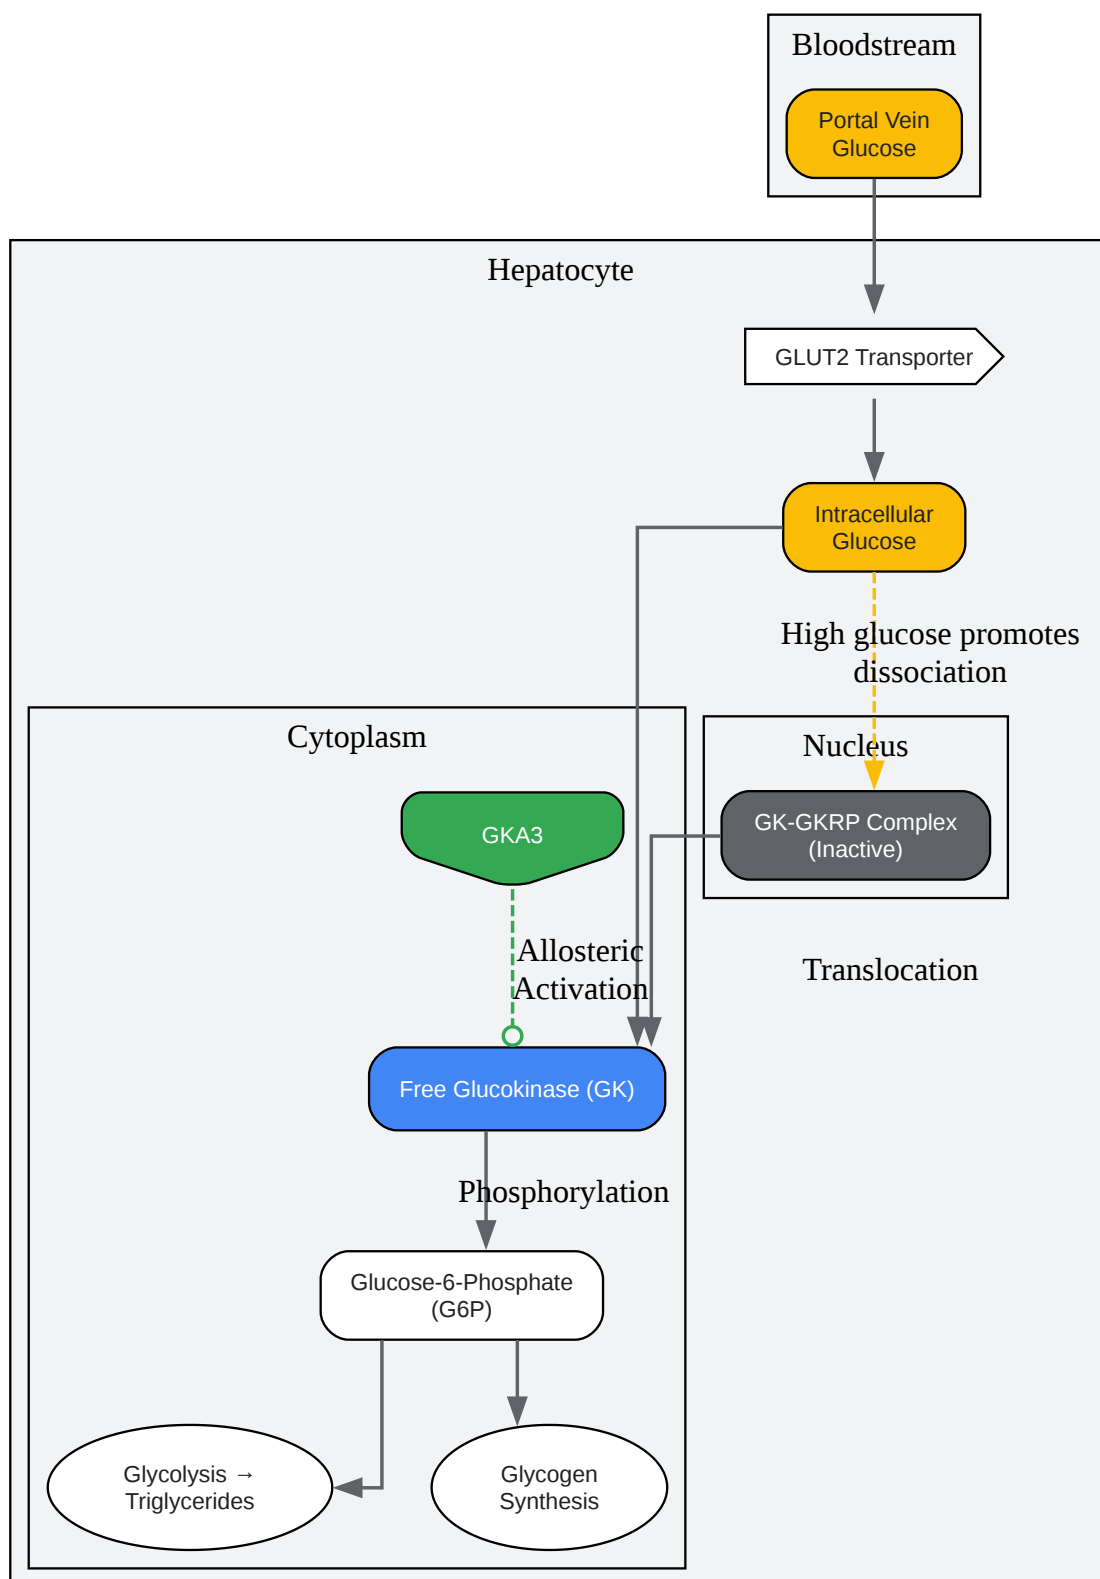 Bloodstream
Portal Vein
Glucose
Hepatocyte
GLUT2 Transporter
Intracellular
Glucose
High glucose promotes
dissociation
Cytoplasm
Nucleus
GKA3
GK-GKRP Complex
(Inactive)
Allosteric
Activation
Translocation
Free Glucokinase (GK)
Phosphorylation
Glucose-6-Phosphate
(G6P)
Glycolysis →
Triglycerides
Glycogen
Synthesis